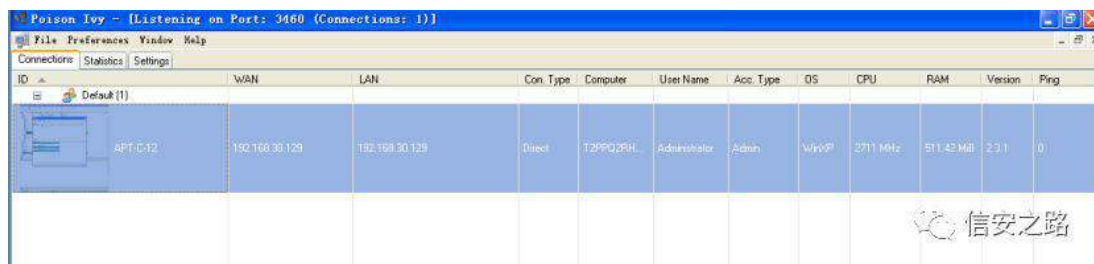 Poison Ivy - [Listening on Port: 3460 (Connections: 1)]
File Preferences Window Help
Connections Statistics Settings
ID WAN LAN Con. Type Computer User Name Acc. Type OS CPU RAM Version Ping
Default (1)
APT-C-12 192.168.30.129 192.168.30.129 Direct Administrator Admin WinXP 2711 MHz 511.42 MiB 2.3.1 0
信安之路